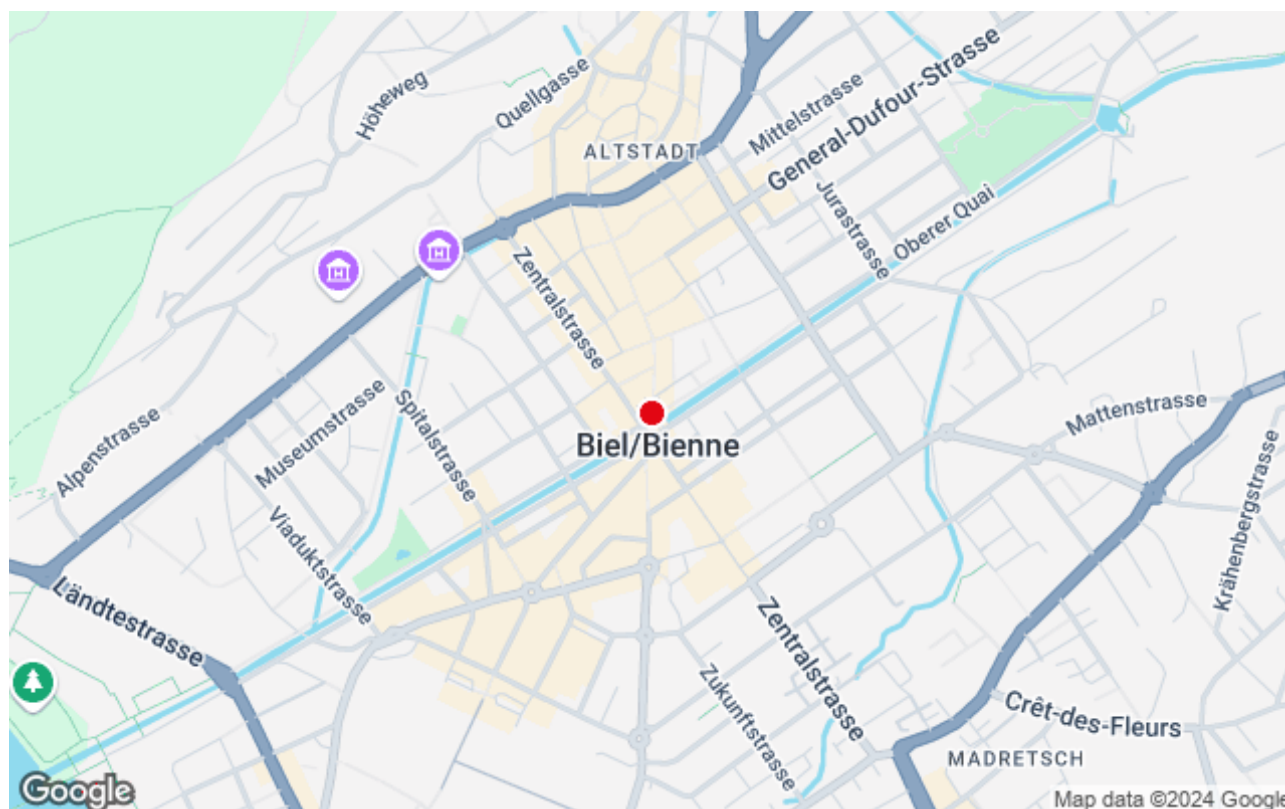 Höheweg
Quellgasse
ALTSTADT
Mittelstrasse
General-Dufour-Strasse
Jurastrasse
Oberer Quai
Zentralstrasse
Biel/Bienne
Mattenstrasse
Krähenbergstrasse
Alpenstrasse
Museumstrasse
Spitalstrasse
Viaduktstrasse
Ländtestrasse
Zukunftstrasse
Zentralstrasse
Crêt-des-Fleurs
MADRETSCH
Google
Map data ©2024 Google